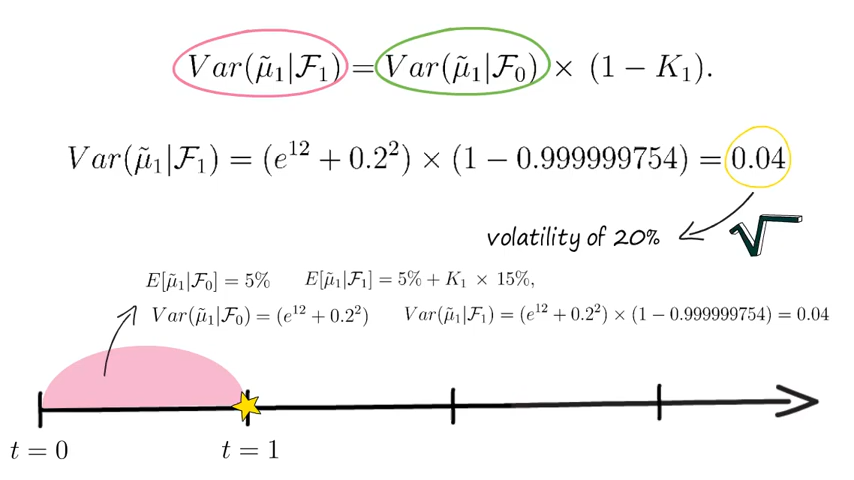 Var(μ̃₁|ℱ₁) = Var(μ̃₁|ℱ₀) × (1 − K₁).
Var(μ̃₁|ℱ₁) = (e¹² + 0.2²) × (1 − 0.999999754) = 0.04
volatility of 20% √
E[μ̃₁|ℱ₀] = 5% E[μ̃₁|ℱ₁] = 5% + K₁ × 15%,
Var(μ̃₁|ℱ₀) = (e¹² + 0.2²) Var(μ̃₁|ℱ₁) = (e¹² + 0.2²) × (1 − 0.999999754) = 0.04
t = 0 t = 1